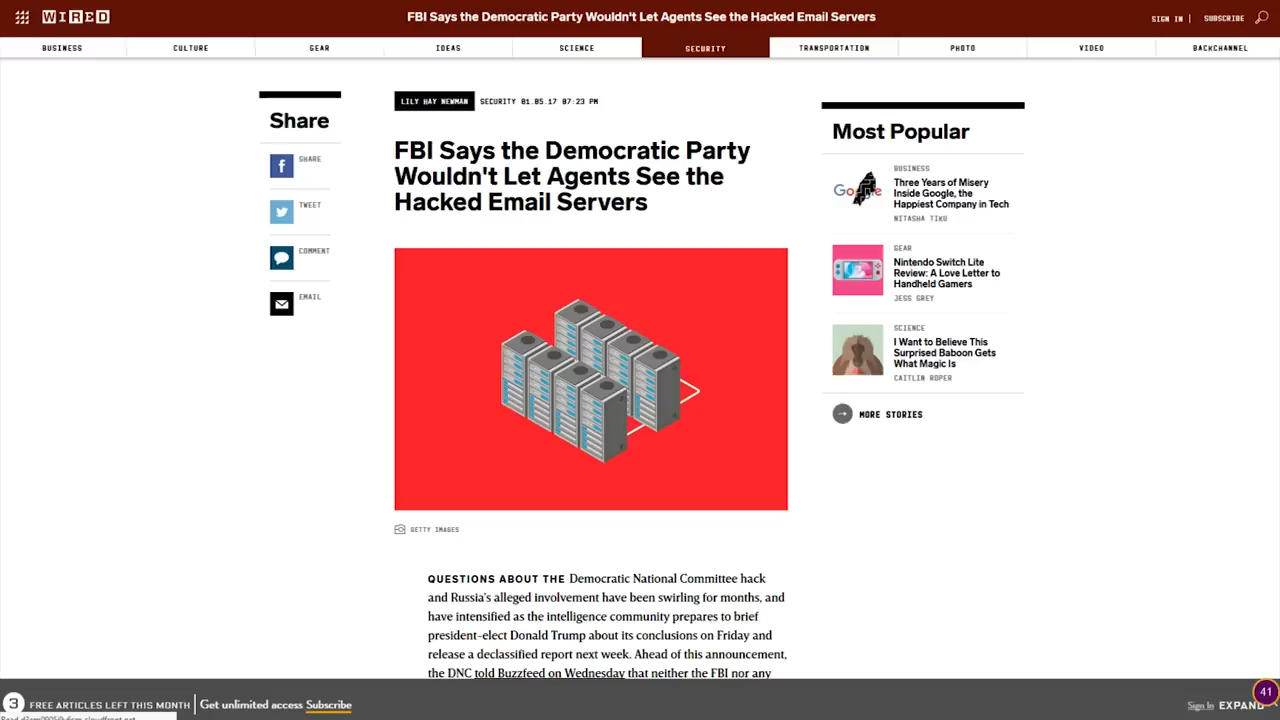 WIRED
FBI Says the Democratic Party Wouldn't Let Agents See the Hacked Email Servers
SIGN IN |
SUBSCRIBE
BUSINESS
CULTURE
GEAR
IDEAS
SCIENCE
SECURITY
TRANSPORTATION
PHOTO
VIDEO
BACKCHANNEL
Share
SHARE
TWEET
COMMENT
EMAIL
LILY HAY NEWMAN SECURITY 01.05.17 07:23 PM
FBI Says the Democratic Party
Wouldn't Let Agents See the
Hacked Email Servers
GETTY IMAGES
QUESTIONS ABOUT THE Democratic National Committee hack
and Russia's alleged involvement have been swirling for months, and
have intensified as the intelligence community prepares to brief
president-elect Donald Trump about its conclusions on Friday and
release a declassified report next week. Ahead of this announcement,
the DNC told Buzzfeed on Wednesday that neither the FBI nor any
Most Popular
BUSINESS
Three Years of Misery
Inside Google, the
Happiest Company in Tech
NITASHA TIKU
GEAR
Nintendo Switch Lite
Review: A Love Letter to
Handheld Gamers
JESS GREY
SCIENCE
I Want to Believe This
Surprised Baboon Gets
What Magic Is
CAITLIN ROPER
MORE STORIES
3 FREE ARTICLES LEFT THIS MONTH
Get unlimited access Subscribe
Sign In
EXPAND
41